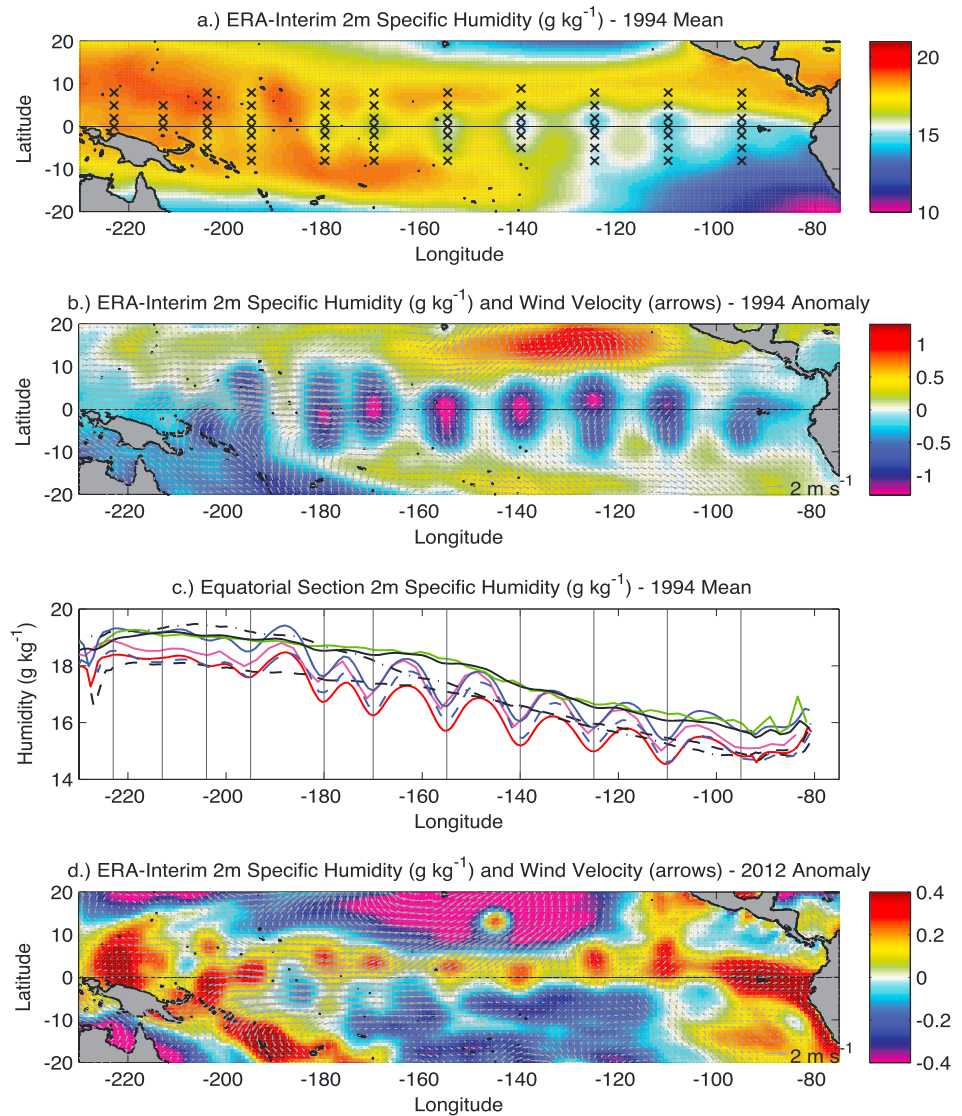 a.) ERA-Interim 2m Specific Humidity (g kg-1) - 1994 Mean
20
10
0
-10
-20
Latitude
-220 -200 -180 -160 -140 -120 -100 -80
Longitude
20
15
10
b.) ERA-Interim 2m Specific Humidity (g kg-1) and Wind Velocity (arrows) - 1994 Anomaly
20
10
0
-10
-20
Latitude
2 m s-1
-220 -200 -180 -160 -140 -120 -100 -80
Longitude
1
0.5
0
-0.5
-1
c.) Equatorial Section 2m Specific Humidity (g kg-1) - 1994 Mean
20
18
16
14
Humidity (g kg-1)
-220 -200 -180 -160 -140 -120 -100 -80
Longitude
d.) ERA-Interim 2m Specific Humidity (g kg-1) and Wind Velocity (arrows) - 2012 Anomaly
20
10
0
-10
-20
Latitude
2 m s-1
-220 -200 -180 -160 -140 -120 -100 -80
Longitude
0.4
0.2
0
-0.2
-0.4